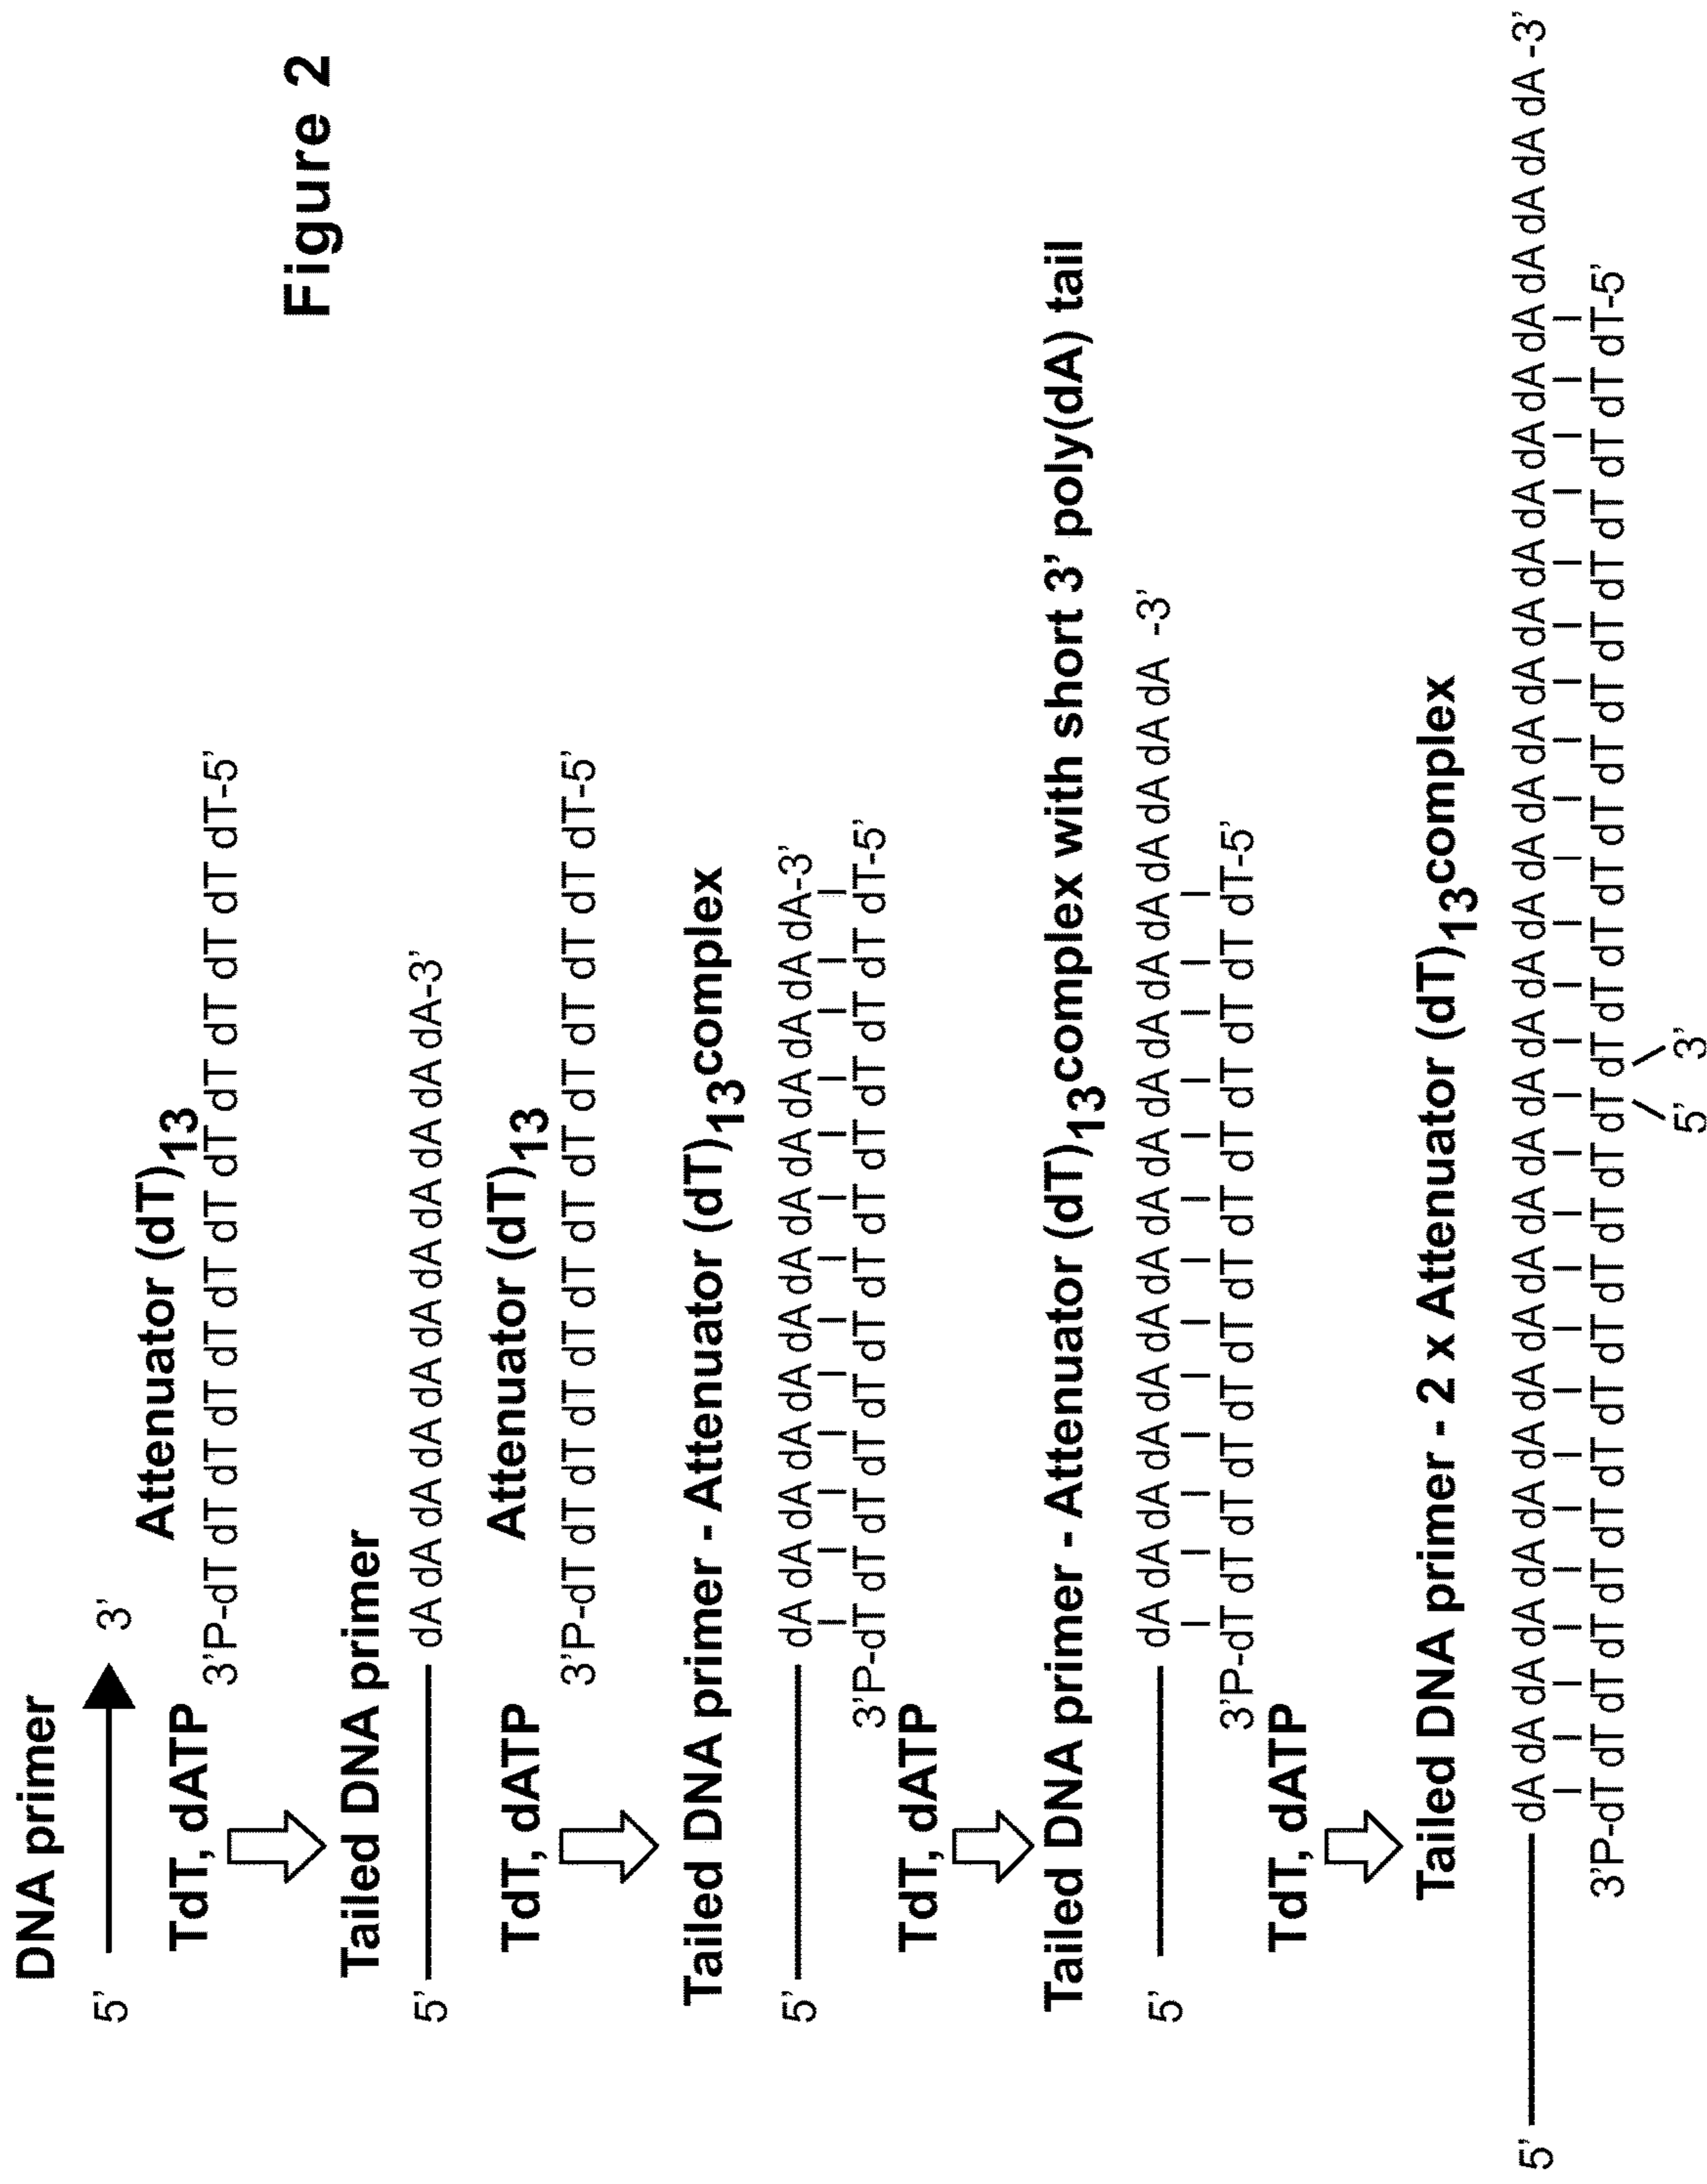 Figure 2
DNA primer
5' 3'
Attenuator (dT)13
3'P-dT dT dT dT dT dT dT dT dT dT dT dT dT-5'
TdT, dATP
Tailed DNA primer
5' dA dA dA dA dA dA dA dA dA dA dA-3'
Attenuator (dT)13
3'P-dT dT dT dT dT dT dT dT dT dT dT dT dT-5'
TdT, dATP
Tailed DNA primer - Attenuator (dT)13complex
5' dA dA dA dA dA dA dA dA dA dA dA dA dA-3'
3'P-dT dT dT dT dT dT dT dT dT dT dT dT dT-5'
TdT, dATP
Tailed DNA primer - Attenuator (dT)13complex with short 3' poly(dA) tail
5' dA dA dA dA dA dA dA dA dA dA dA dA dA dA dA dA dA -3'
3'P-dT dT dT dT dT dT dT dT dT dT dT dT dT-5'
TdT, dATP
Tailed DNA primer - 2 x Attenuator (dT)13complex
5' dA dA dA dA dA dA dA dA dA dA dA dA dA dA dA dA dA dA dA dA dA dA dA dA dA dA dA dA dA dA -3'
3'P-dT dT dT dT dT dT dT dT dT dT dT dT dT dT dT dT dT dT dT dT dT dT dT dT dT dT-5'
5' 3'